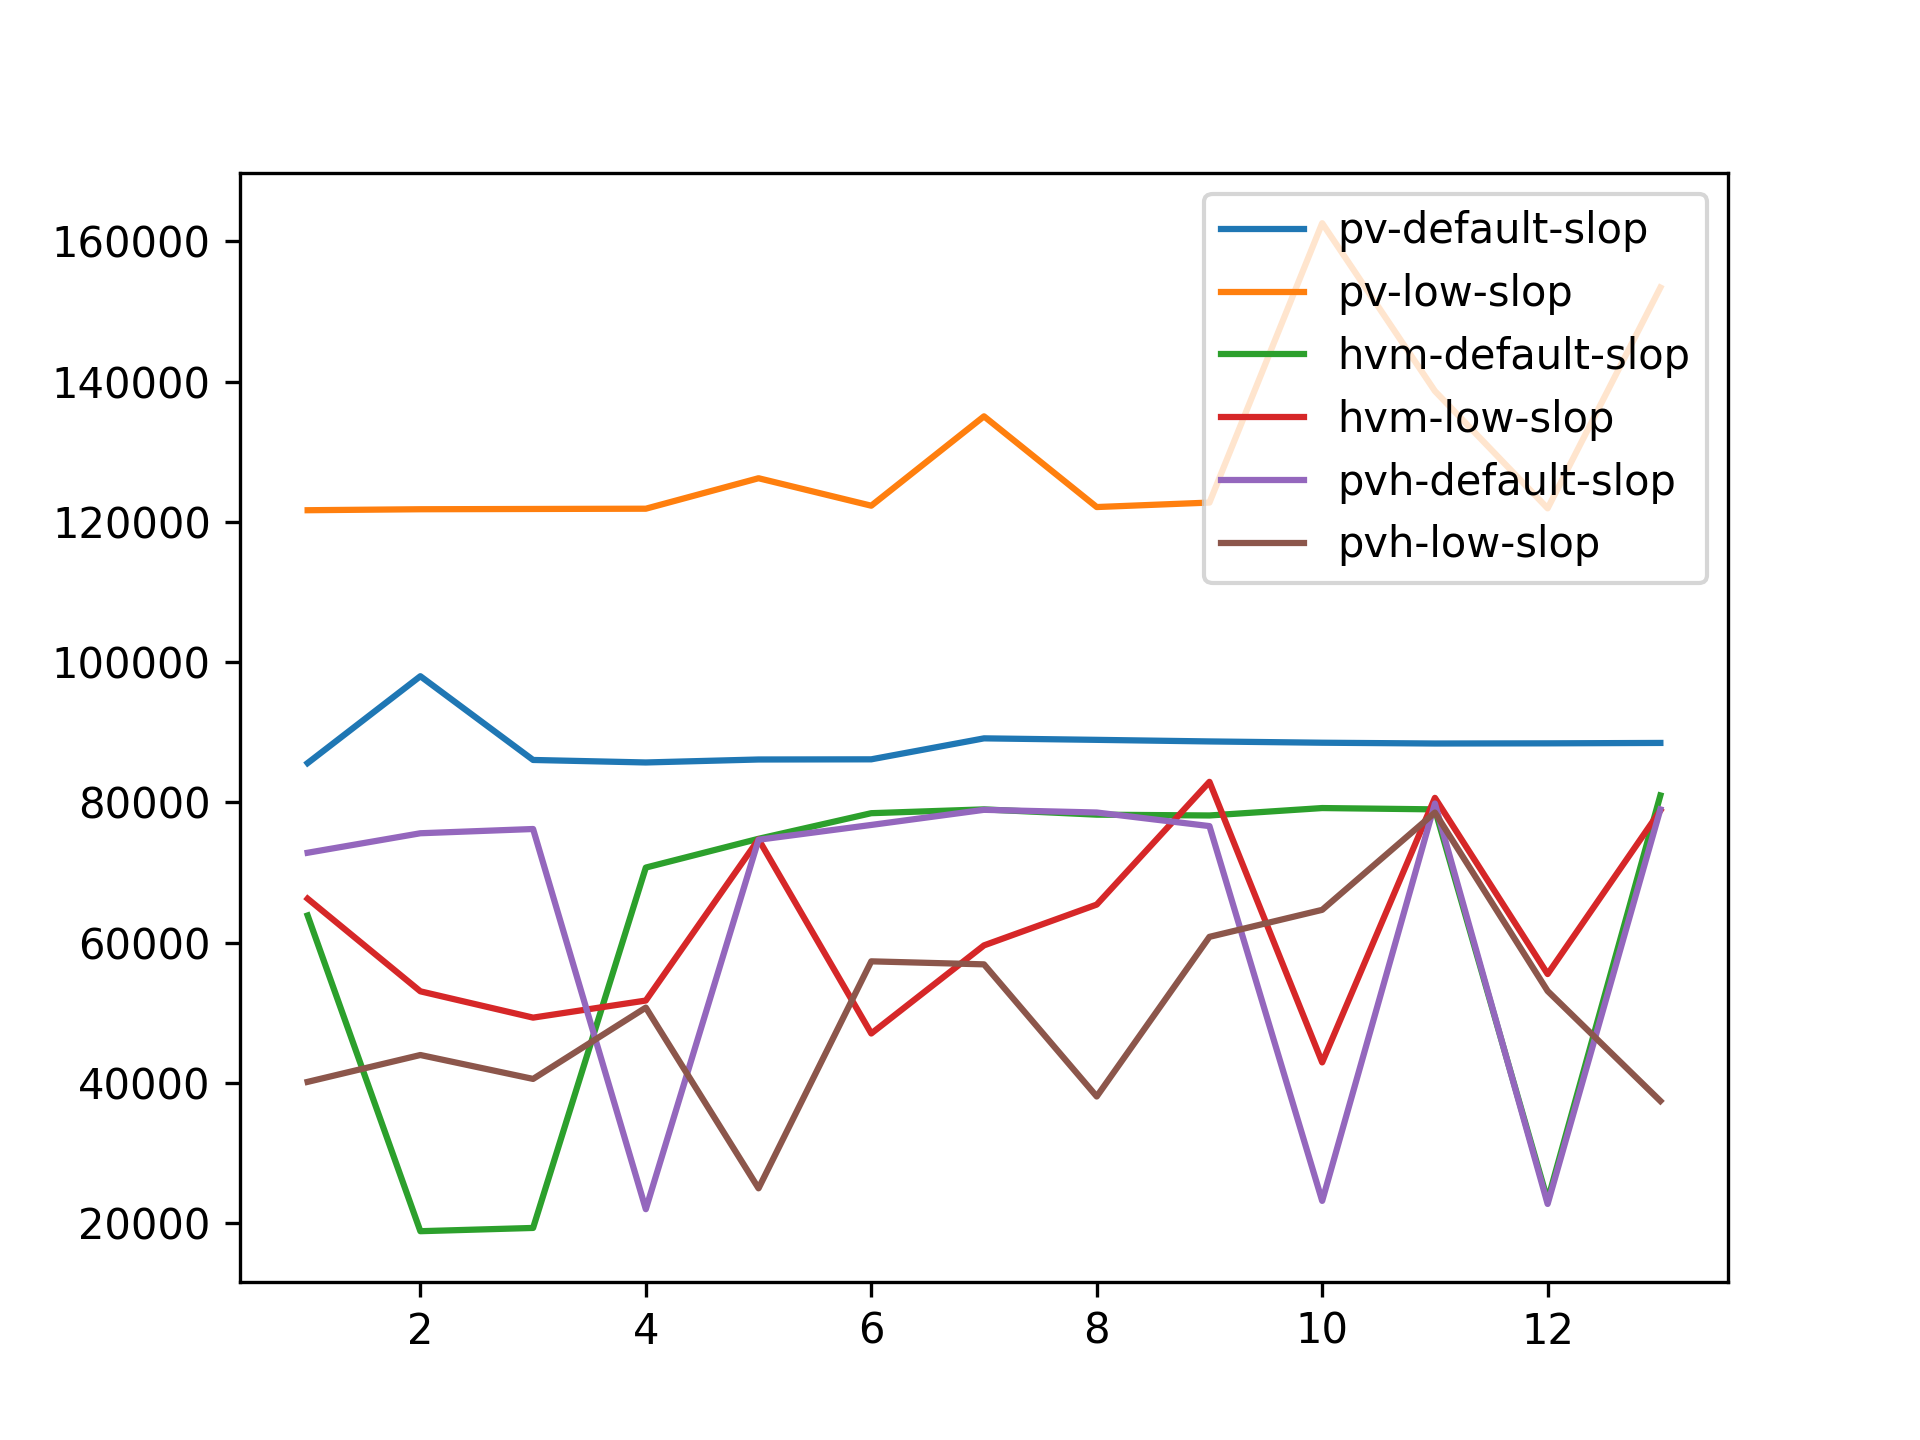 160000
140000
120000
100000
80000
60000
40000
20000
2 4 6 8 10 12
pv-default-slop
pv-low-slop
hvm-default-slop
hvm-low-slop
pvh-default-slop
pvh-low-slop